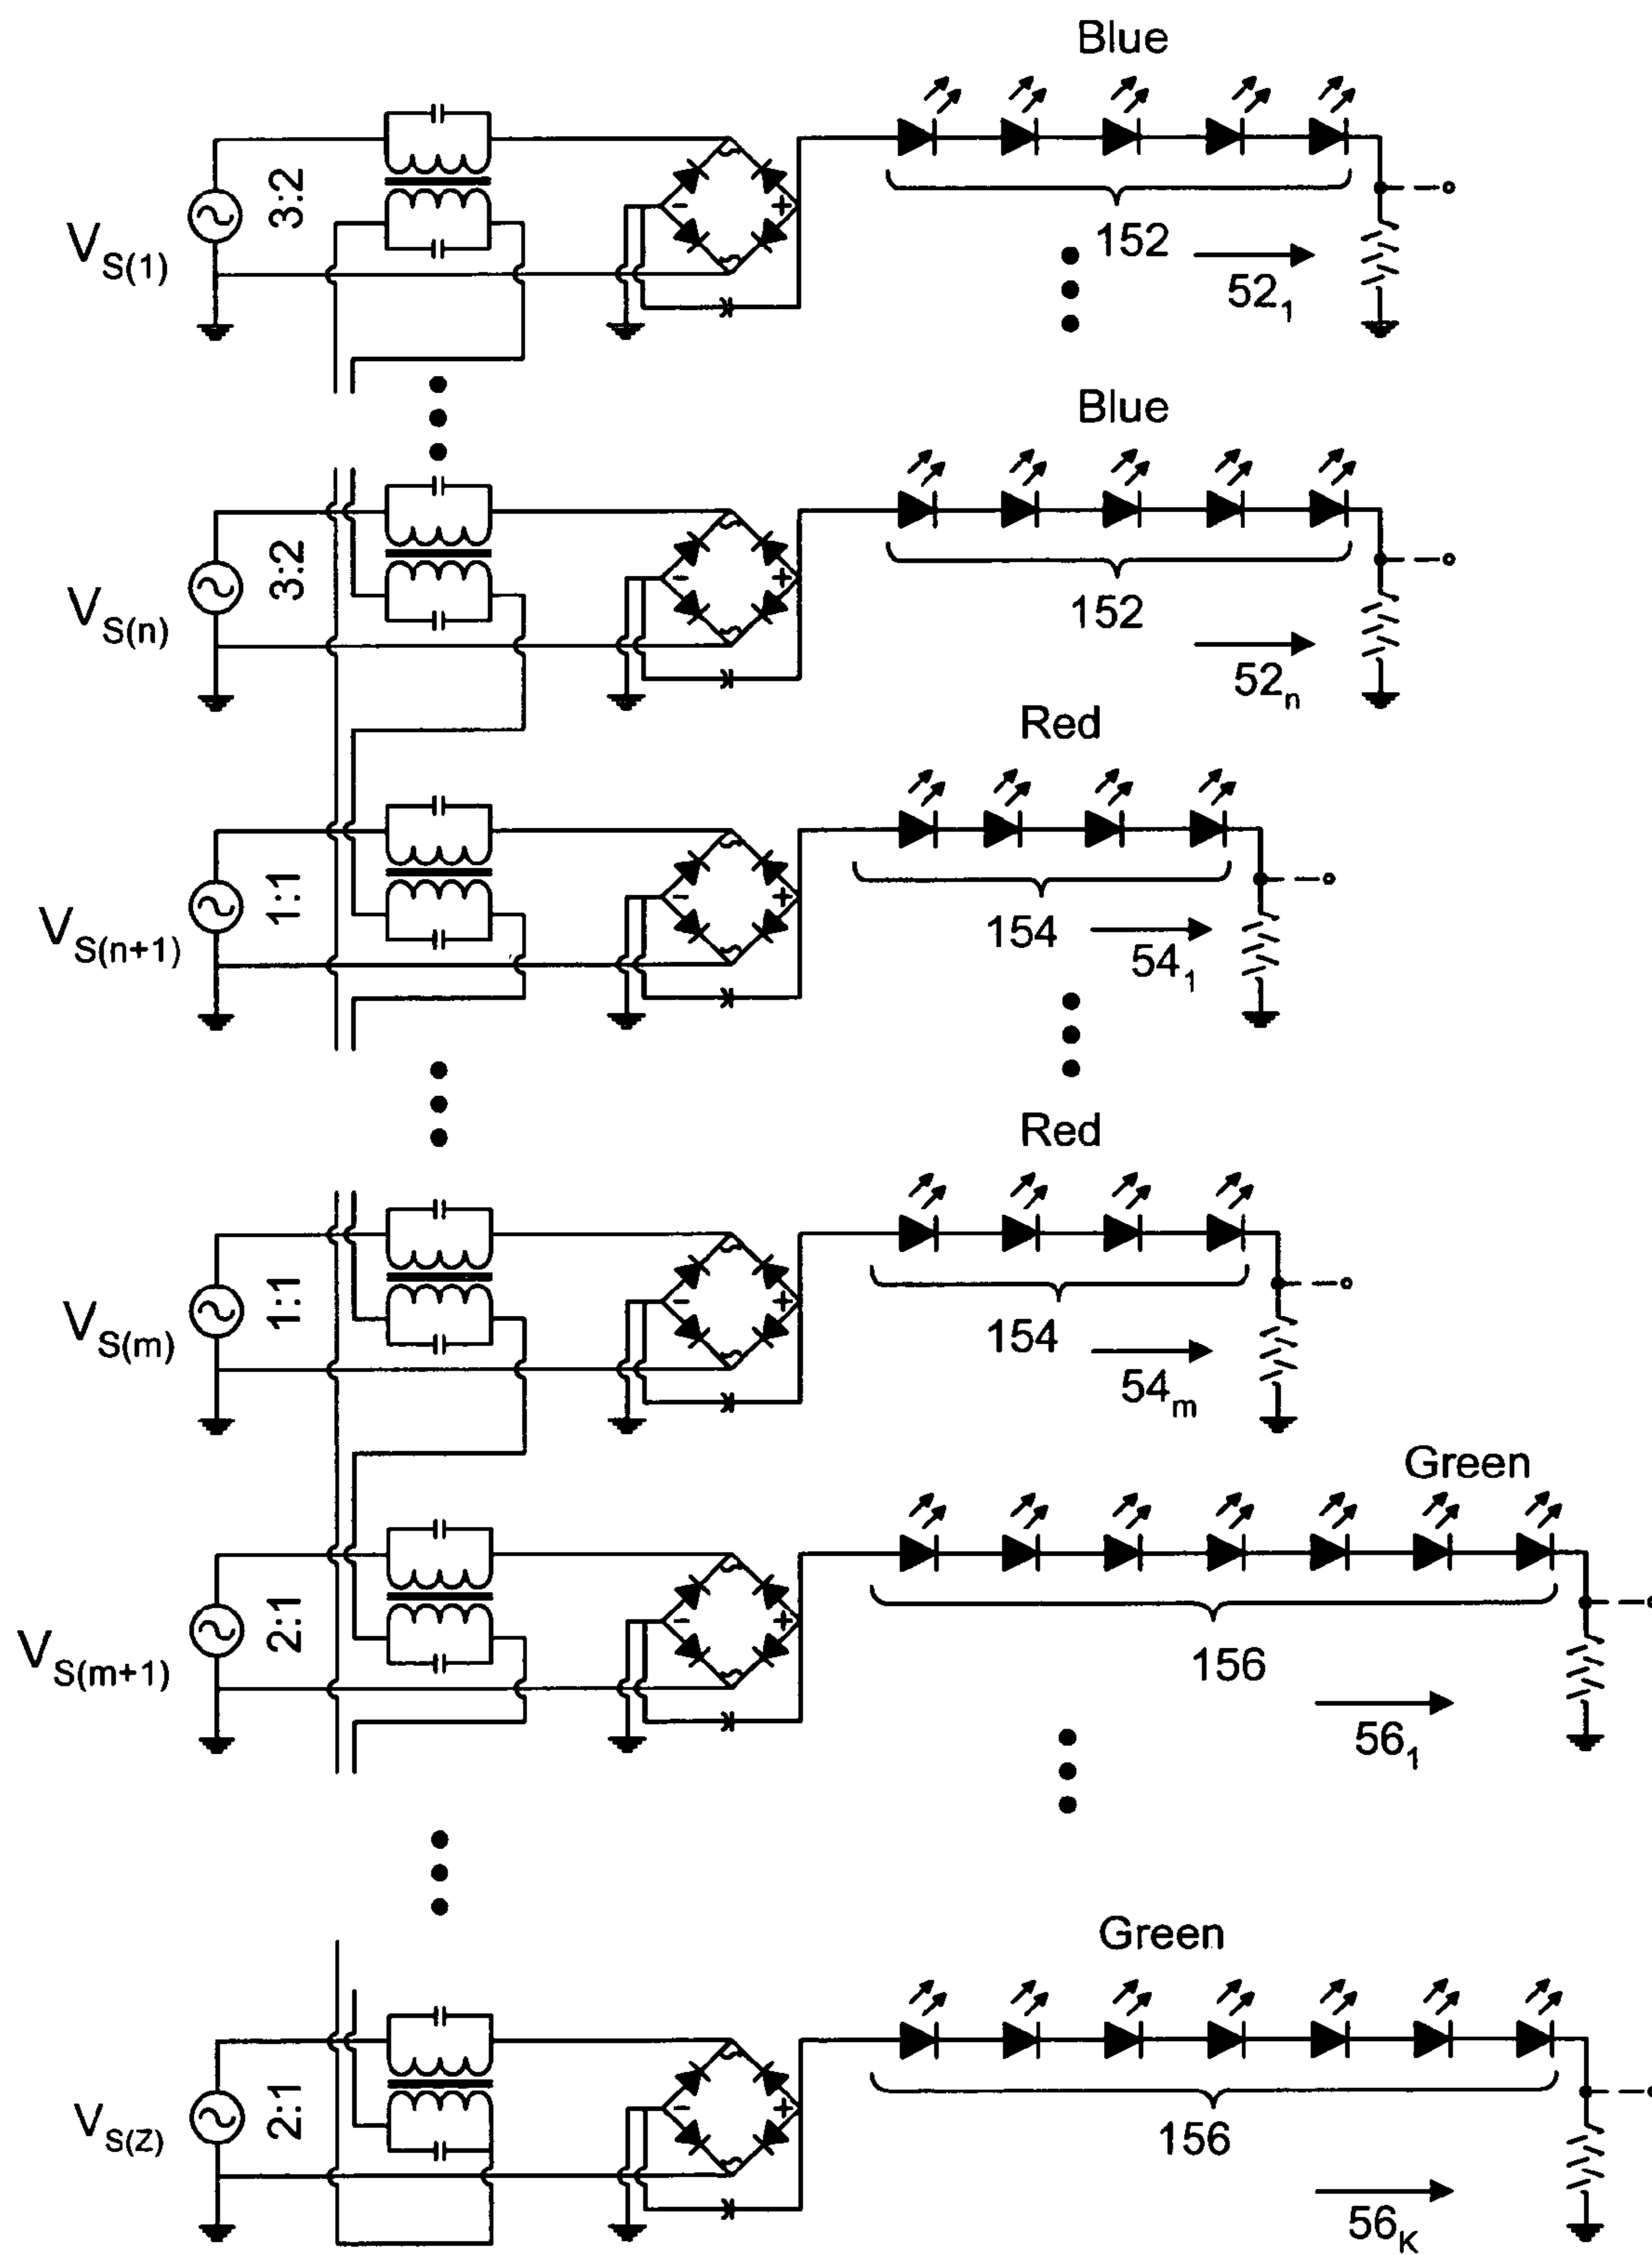 Blue
3:2
V S(1)
- +
152
52 1
Blue
3:2
V S(n)
- +
152
52 n
Red
1:1
V S(n+1)
- +
154
54 1
Red
1:1
V S(m)
- +
154
54 m
Green
2:1
V S(m+1)
- +
156
56 1
Green
2:1
V S(Z)
- +
156
56 K